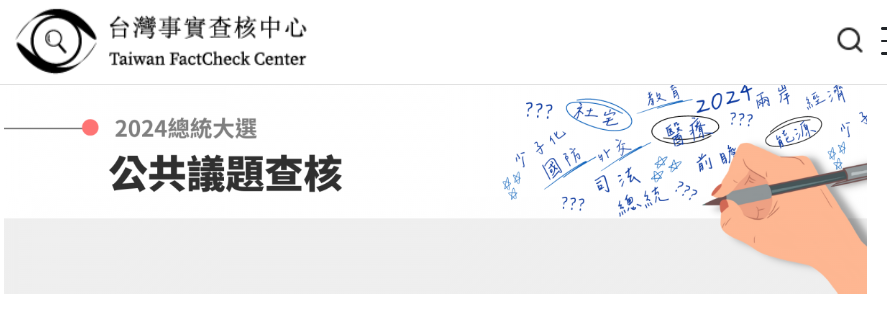 台灣事實查核中心
Taiwan FactCheck Center
2024總統大選
公共議題查核
教育
2024 兩岸 經濟
??? 社宅
醫療 ??? 能源
少子化
國防 外交
前瞻
司法
總統 ???
???
少子